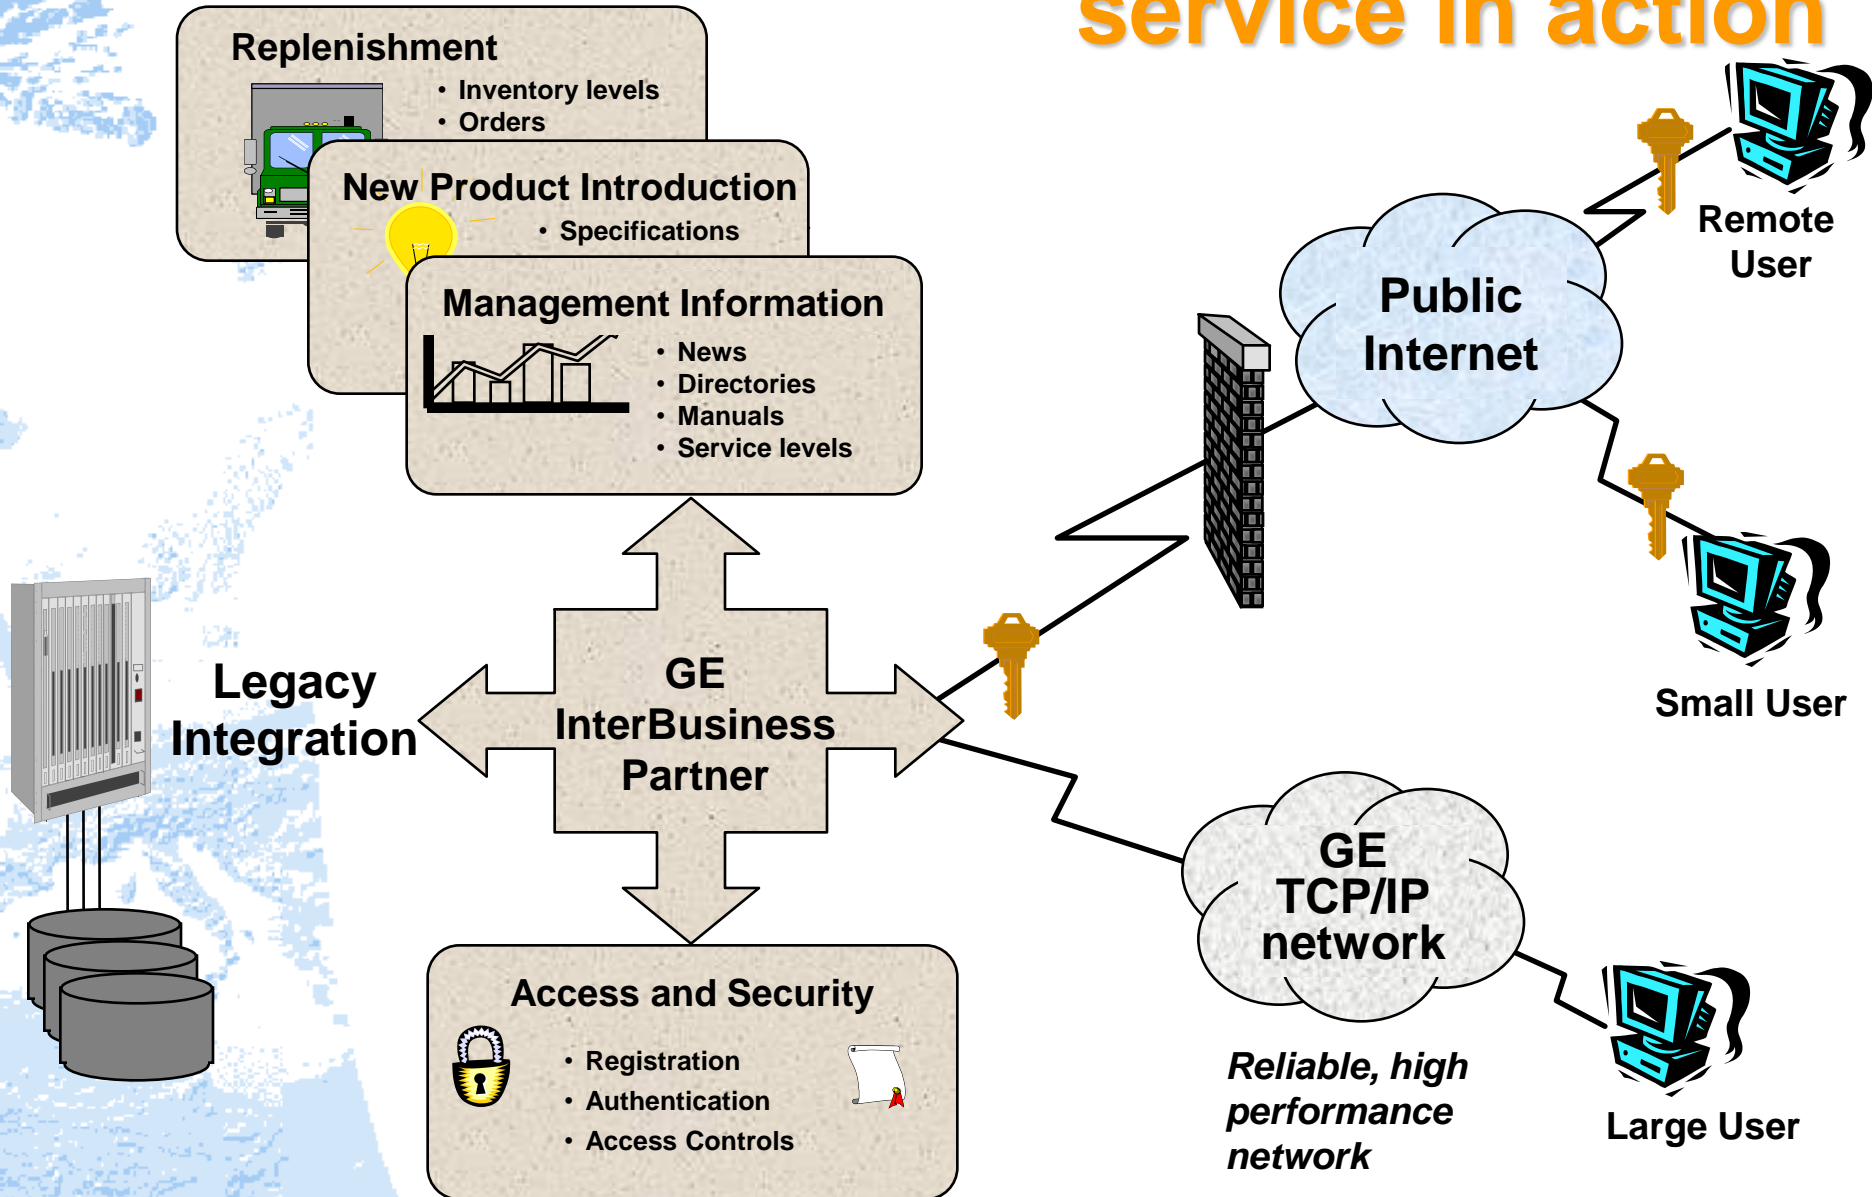 service in action
Replenishment
• Inventory levels
• Orders
New Product Introduction
• Specifications
Management Information
• News
• Directories
• Manuals
• Service levels
Legacy
Integration
GE
InterBusiness
Partner
Access and Security
• Registration
• Authentication
• Access Controls
Public
Internet
Remote
User
Small User
GE
TCP/IP
network
Reliable, high
performance
network
Large User